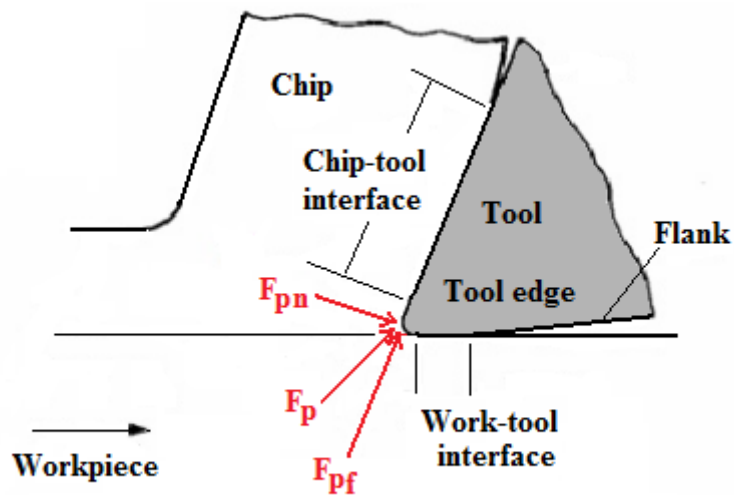 Chip
Chip-tool
interface
Tool
Flank
Tool edge
Fpn
Fp
Fpf
Work-tool
interface
Workpiece